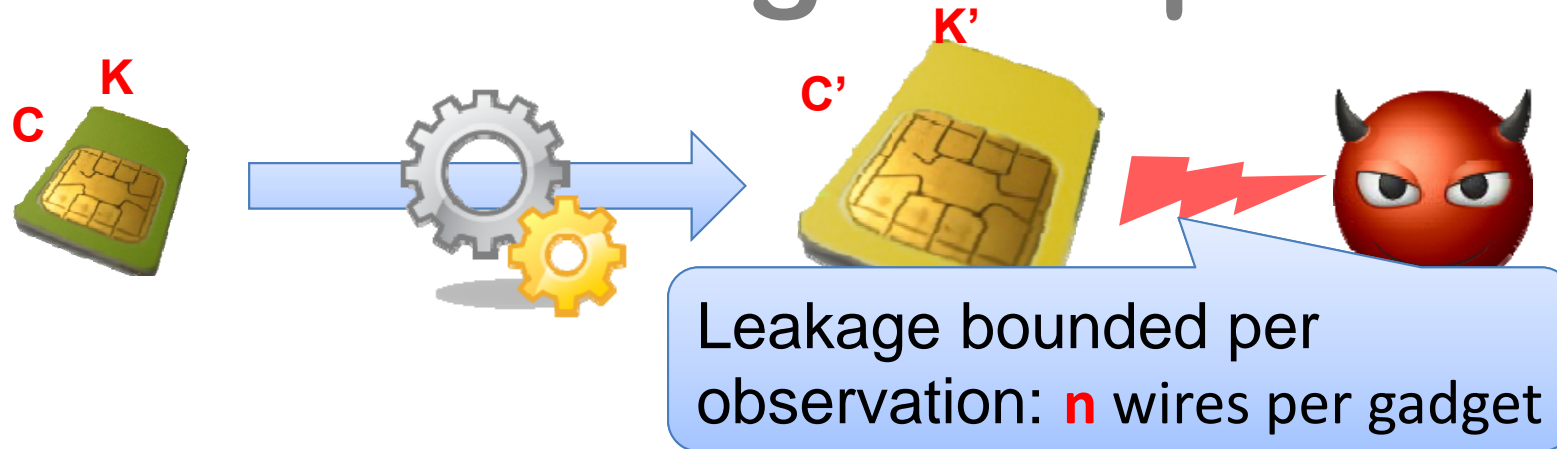 K
C
K’
C’
Leakage bounded per
observation: n wires per gadget